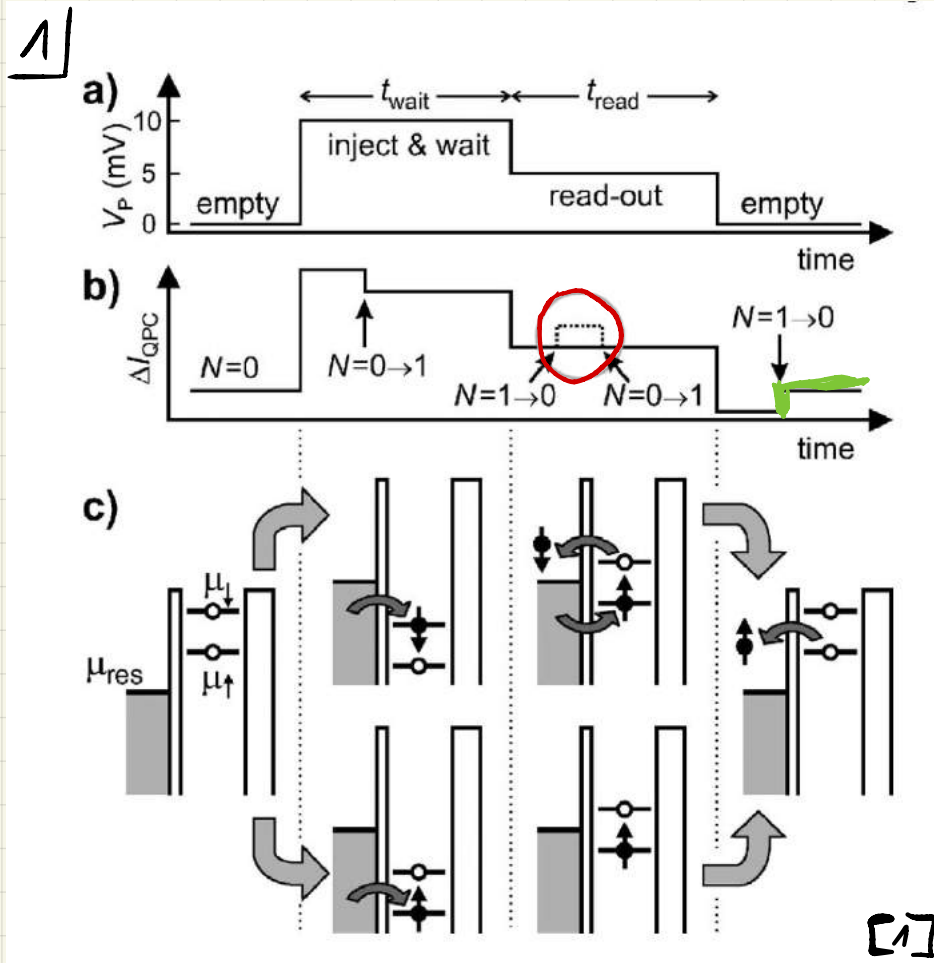 1
a)
t_wait
t_read
V_P (mV)
10
5
0
inject & wait
empty
read-out
empty
time
b)
ΔI_QPC
N=0
N=0→1
N=1→0
N=0→1
N=1→0
time
c)
μ↓
μ_res
μ↑
[1]